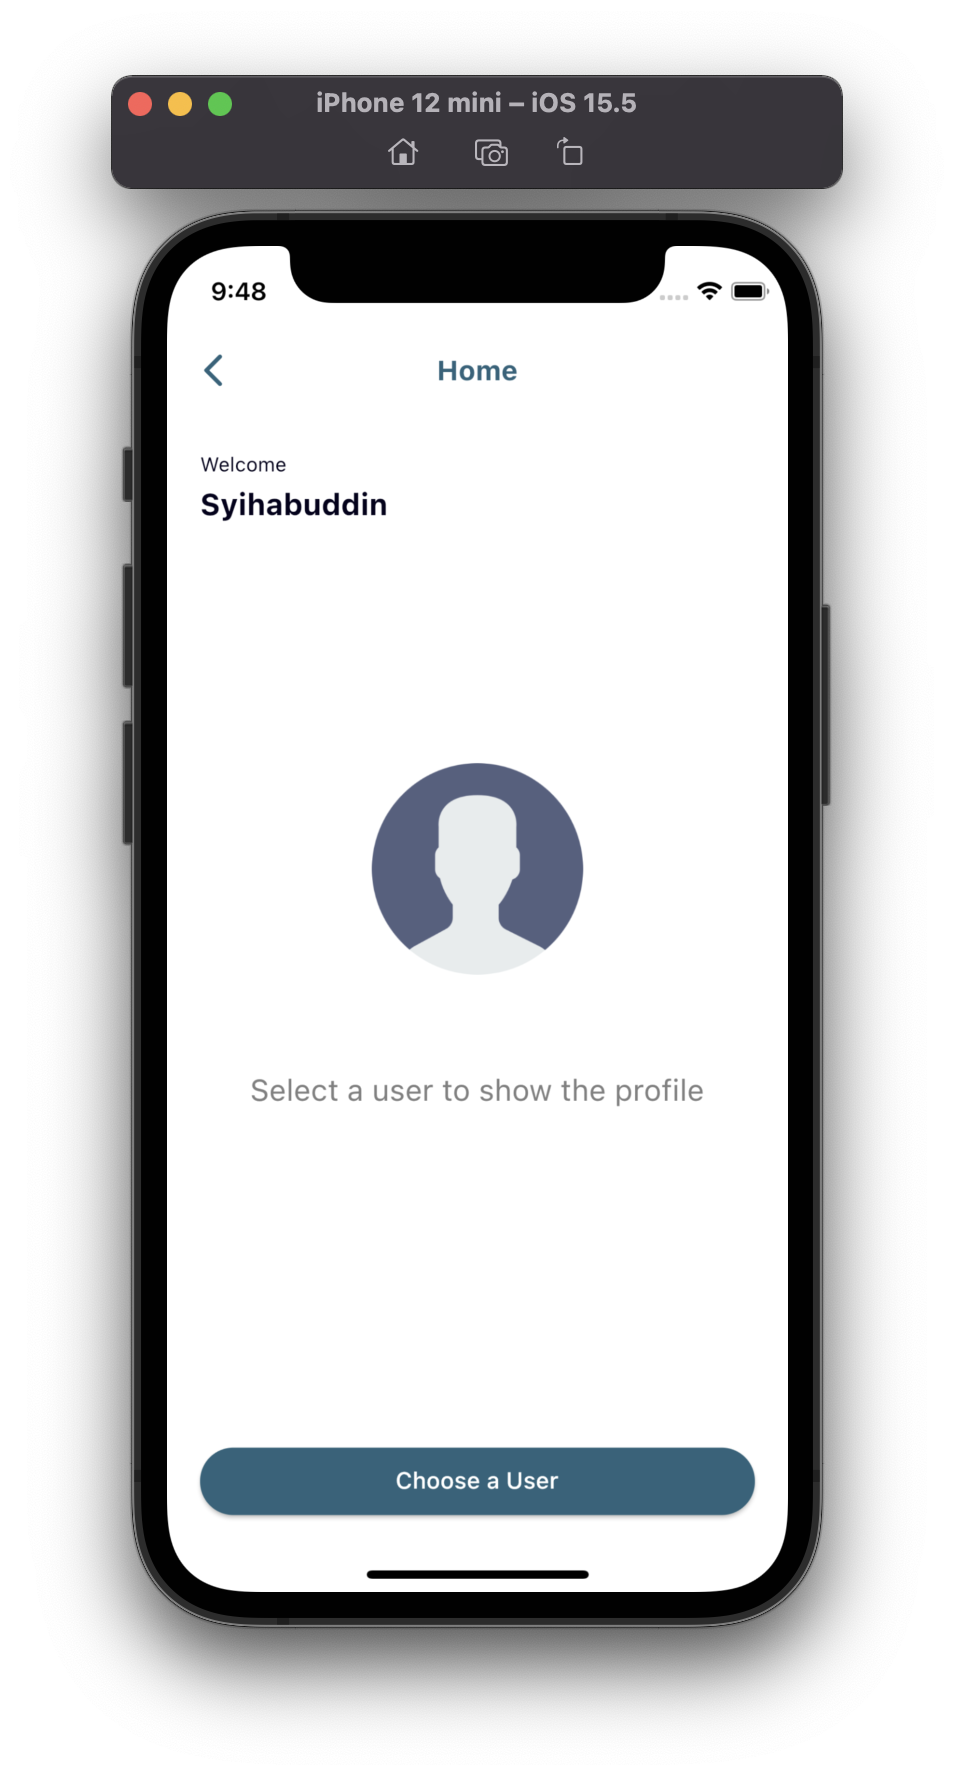 iPhone 12 mini – iOS 15.5
9:48
Home
Welcome
Syihabuddin
Select a user to show the profile
Choose a User